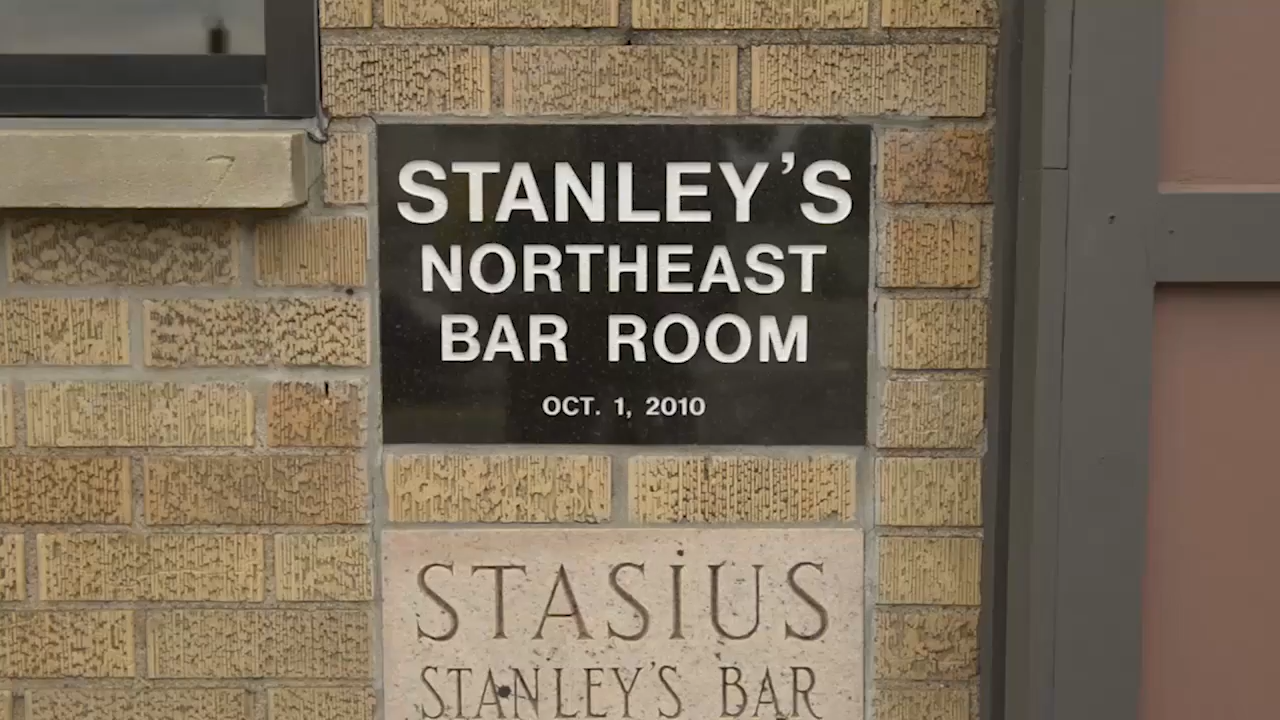 STANLEY'S
NORTHEAST
BAR ROOM
OCT. 1, 2010
STASIUS
STANLEY'S BAR